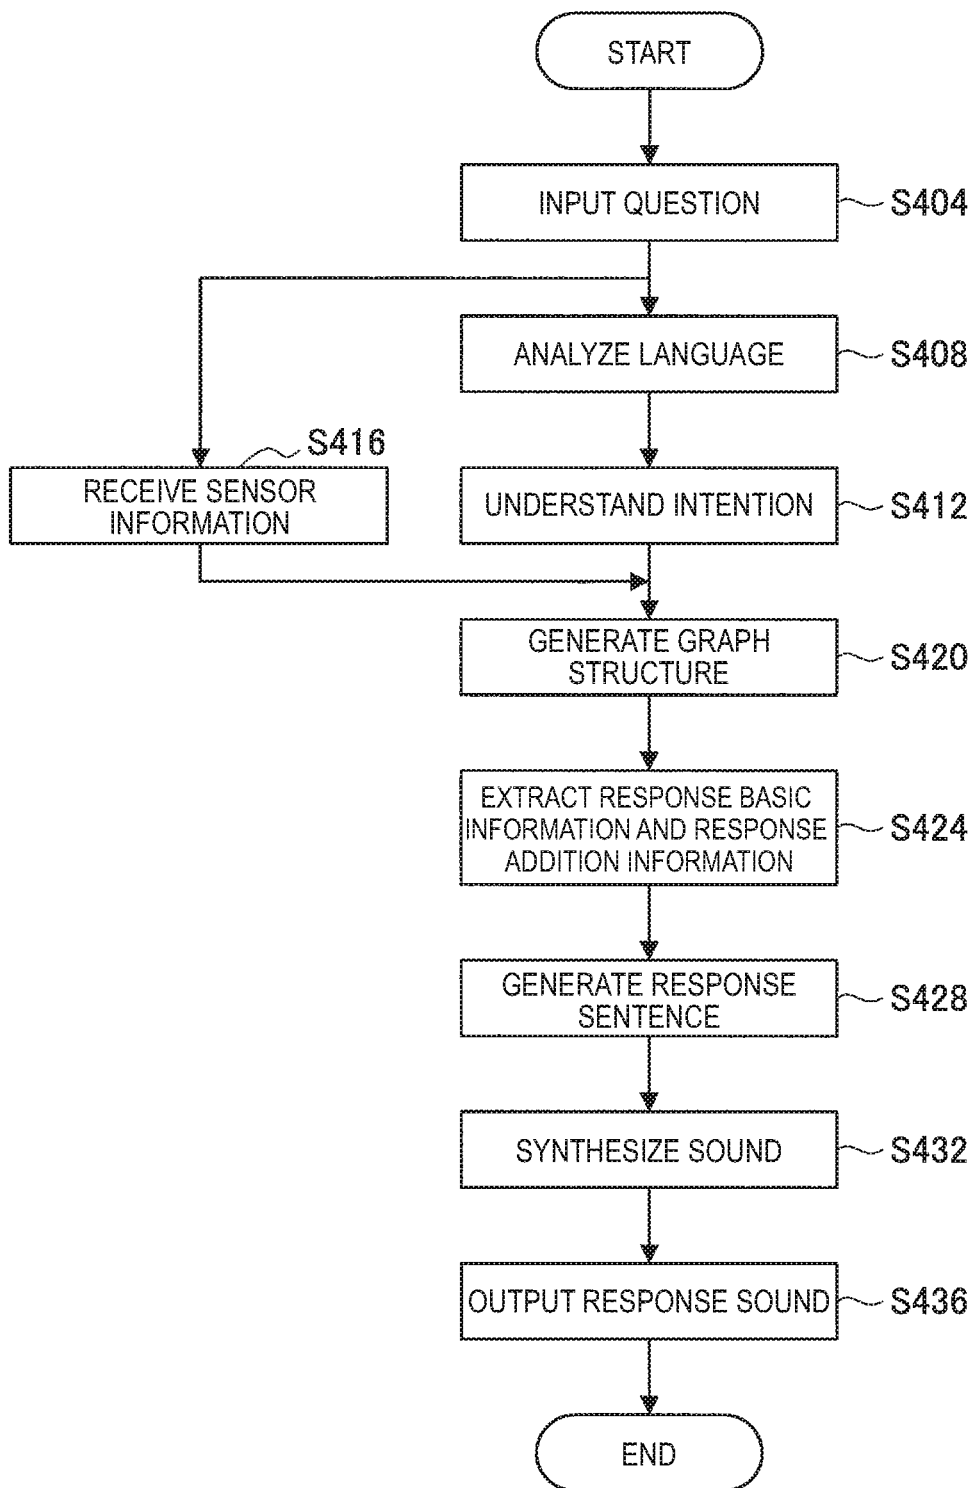 START
INPUT QUESTION
S404
ANALYZE LANGUAGE
S408
S416
RECEIVE SENSOR
INFORMATION
UNDERSTAND INTENTION
S412
GENERATE GRAPH
STRUCTURE
S420
EXTRACT RESPONSE BASIC
INFORMATION AND RESPONSE
ADDITION INFORMATION
S424
GENERATE RESPONSE
SENTENCE
S428
SYNTHESIZE SOUND
S432
OUTPUT RESPONSE SOUND
S436
END